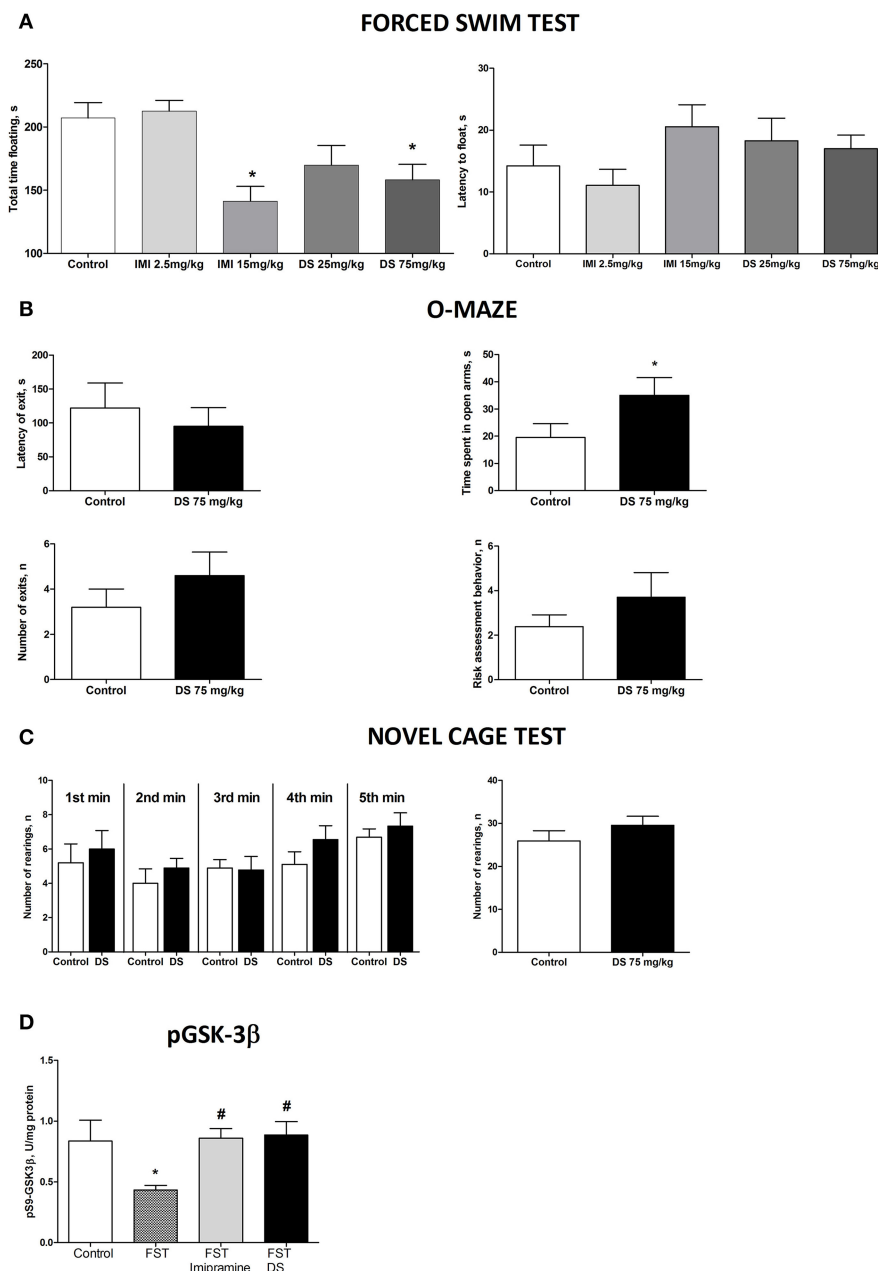 A
FORCED SWIM TEST
Total time floating, s
250
200
150
100
*
*
Control IMI 2.5mg/kg IMI 15mg/kg DS 25mg/kg DS 75mg/kg
Latency to float, s
30
20
10
0
Control IMI 2.5mg/kg IMI 15mg/kg DS 25mg/kg DS 75mg/kg
B
O-MAZE
Latency of exit, s
200
150
100
50
0
Control DS 75 mg/kg
Time spent in open arms, s
50
40
30
20
10
0
*
Control DS 75 mg/kg
Number of exits, n
6
4
2
0
Control DS 75 mg/kg
Risk assessment behavior, n
6
4
2
0
Control DS 75 mg/kg
C
NOVEL CAGE TEST
Number of rearings, n
10
8
6
4
2
0
1st min 2nd min 3rd min 4th min 5th min
Control DS Control DS Control DS Control DS Control DS
Number of rearings, n
40
30
20
10
0
Control DS 75 mg/kg
D
pGSK-3β
pS9-GSK3β, U/mg protein
1.5
1.0
0.5
0.0
*
#
#
Control FST FST FST
Imipramine DS